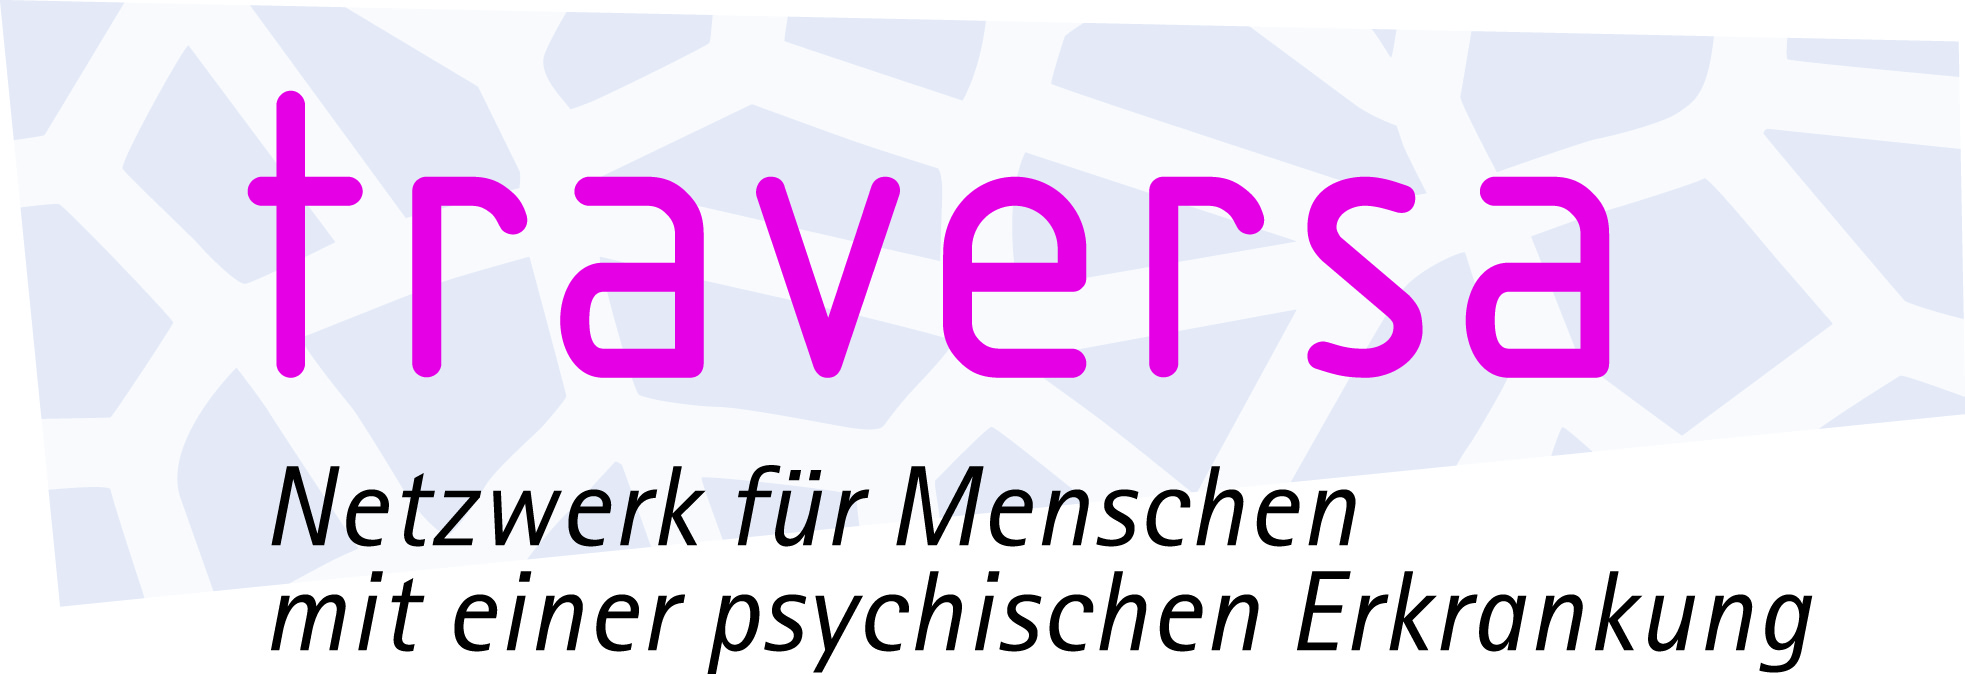 traversa
Netzwerk für Menschen
mit einer psychischen Erkrankung